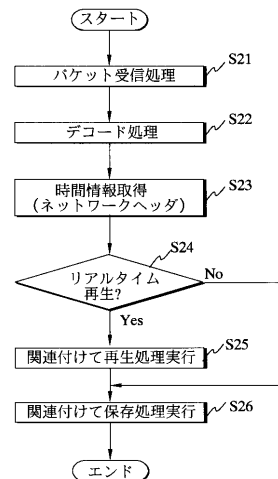 スタート
S21
パケット受信処理
S22
デコード処理
S23
時間情報取得
(ネットワークヘッダ)
S24
リアルタイム
再生?
No
Yes
S25
関連付けて再生処理実行
S26
関連付けて保存処理実行
エンド